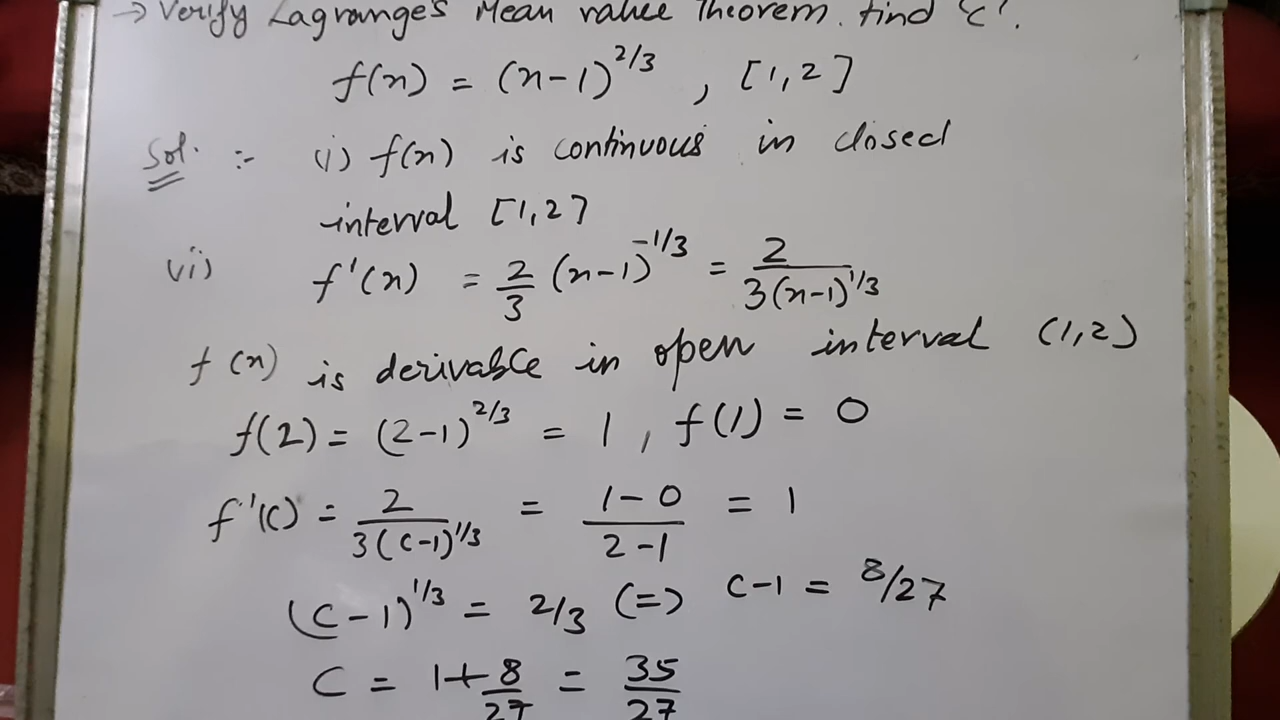 → Verify Lagrange's Mean value Theorem. find 'c'.
f(x) = (x-1)^{2/3} , [1,2]
Sol. :- (i) f(x) is continuous in closed
interval [1,2]
(ii) f'(x) = 2/3 (x-1)^{-1/3} = 2/3(x-1)^{1/3}
f(x) is derivable in open interval (1,2)
f(2) = (2-1)^{2/3} = 1 , f(1) = 0
f'(c) = 2/3(c-1)^{1/3} = 1-0/2-1 = 1
(c-1)^{1/3} = 2/3 (=) c-1 = 8/27
c = 1+8/27 = 35/27